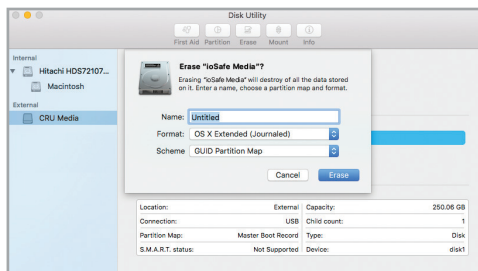 Disk Utility
First Aid Partition Erase Mount Info
Internal
Hitachi HDS72107...
Macintosh
External
CRU Media
Erase "ioSafe Media"?
Erasing "ioSafe Media" will destroy of all the data stored
on it. Enter a name, choose a partition map and format.
Name: Untitled
Format: OS X Extended (Journaled)
Scheme GUID Partition Map
Cancel Erase
Location: External Capacity: 250.06 GB
Connection: USB Child count: 1
Partition Map: Master Boot Record Type: Disk
S.M.A.R.T. status: Not Supported Device: disk1